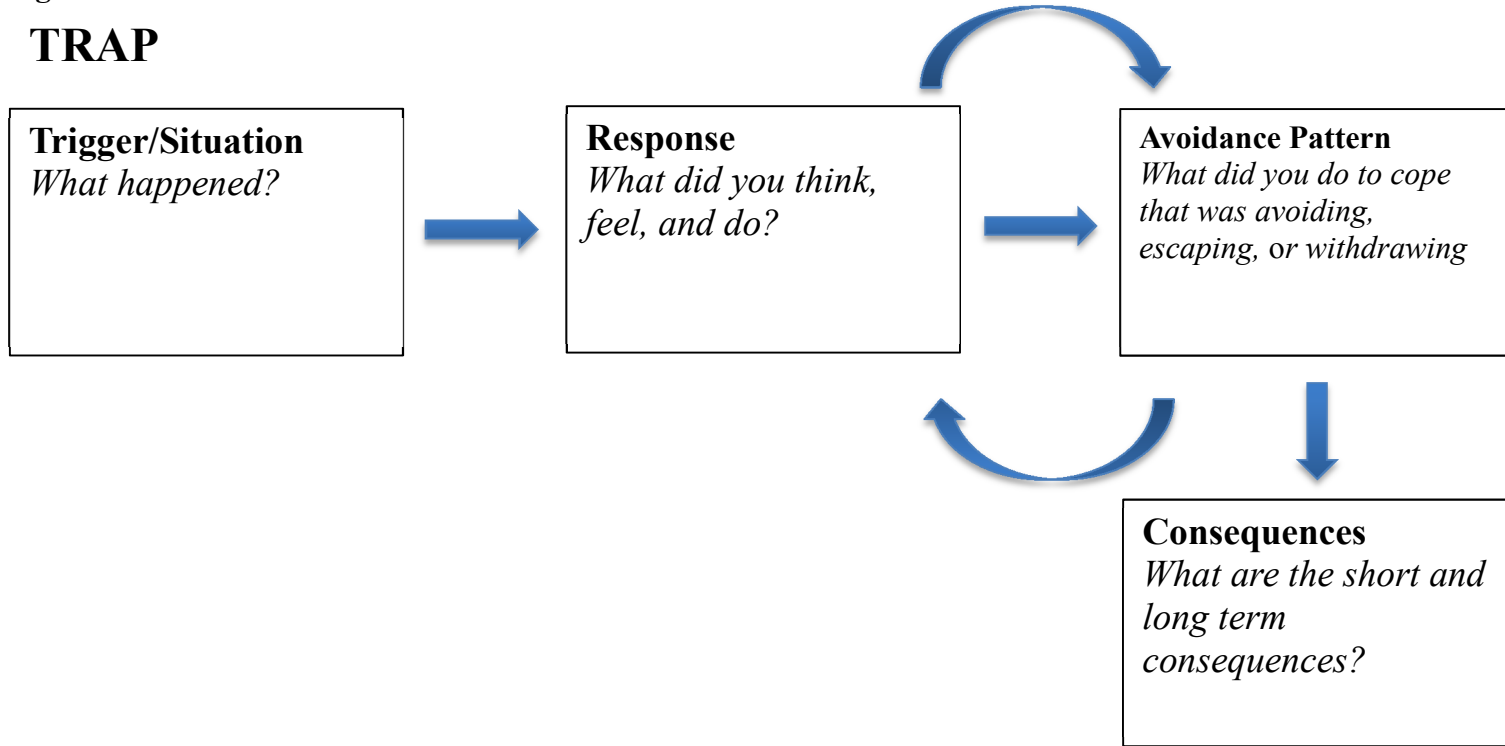 TRAP
Trigger/Situation
What happened?
Response
What did you think,
feel, and do?
Avoidance Pattern
What did you do to cope
that was avoiding,
escaping, or withdrawing
Consequences
What are the short and
long term
consequences?